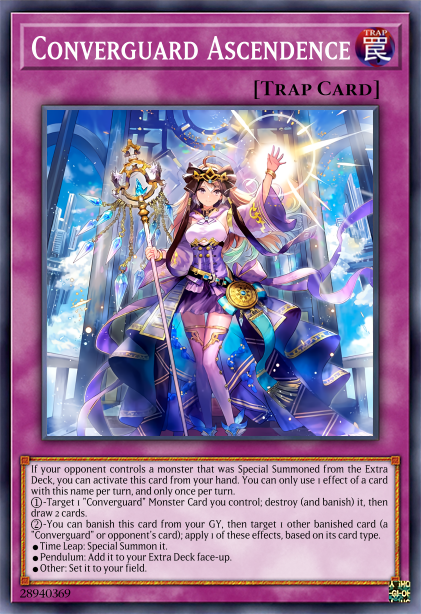 Converguard Ascendence
TRAP
罠
[Trap Card]
If your opponent controls a monster that was Special Summoned from the Extra
Deck, you can activate this card from your hand. You can only use 1 effect of a card
with this name per turn, and only once per turn.
①-Target 1 "Converguard" Monster Card you control; destroy (and banish) it, then
draw 2 cards.
②-You can banish this card from your GY, then target 1 other banished card (a
"Converguard" or opponent's card); apply 1 of these effects, based on its card type.
●Time Leap: Special Summon it.
●Pendulum: Add it to your Extra Deck face-up.
●Other: Set it to your field.
28940369